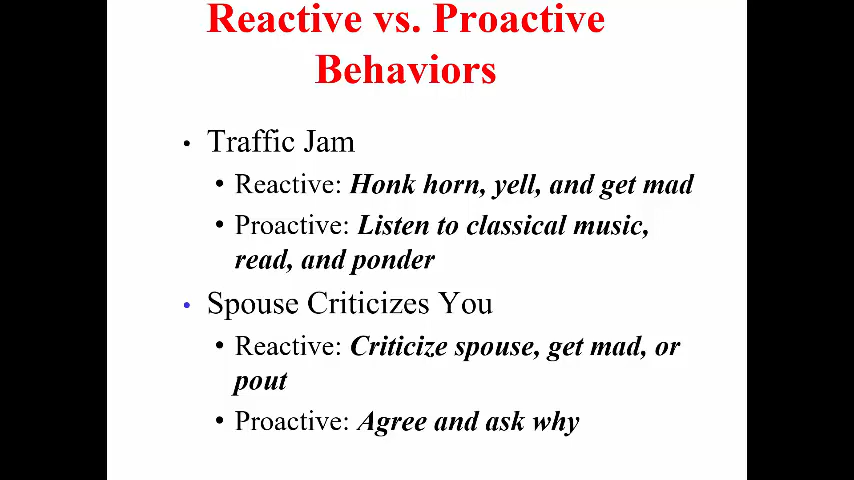 Reactive vs. Proactive
Behaviors
• Traffic Jam
• Reactive: Honk horn, yell, and get mad
• Proactive: Listen to classical music,
read, and ponder
• Spouse Criticizes You
• Reactive: Criticize spouse, get mad, or
pout
• Proactive: Agree and ask why